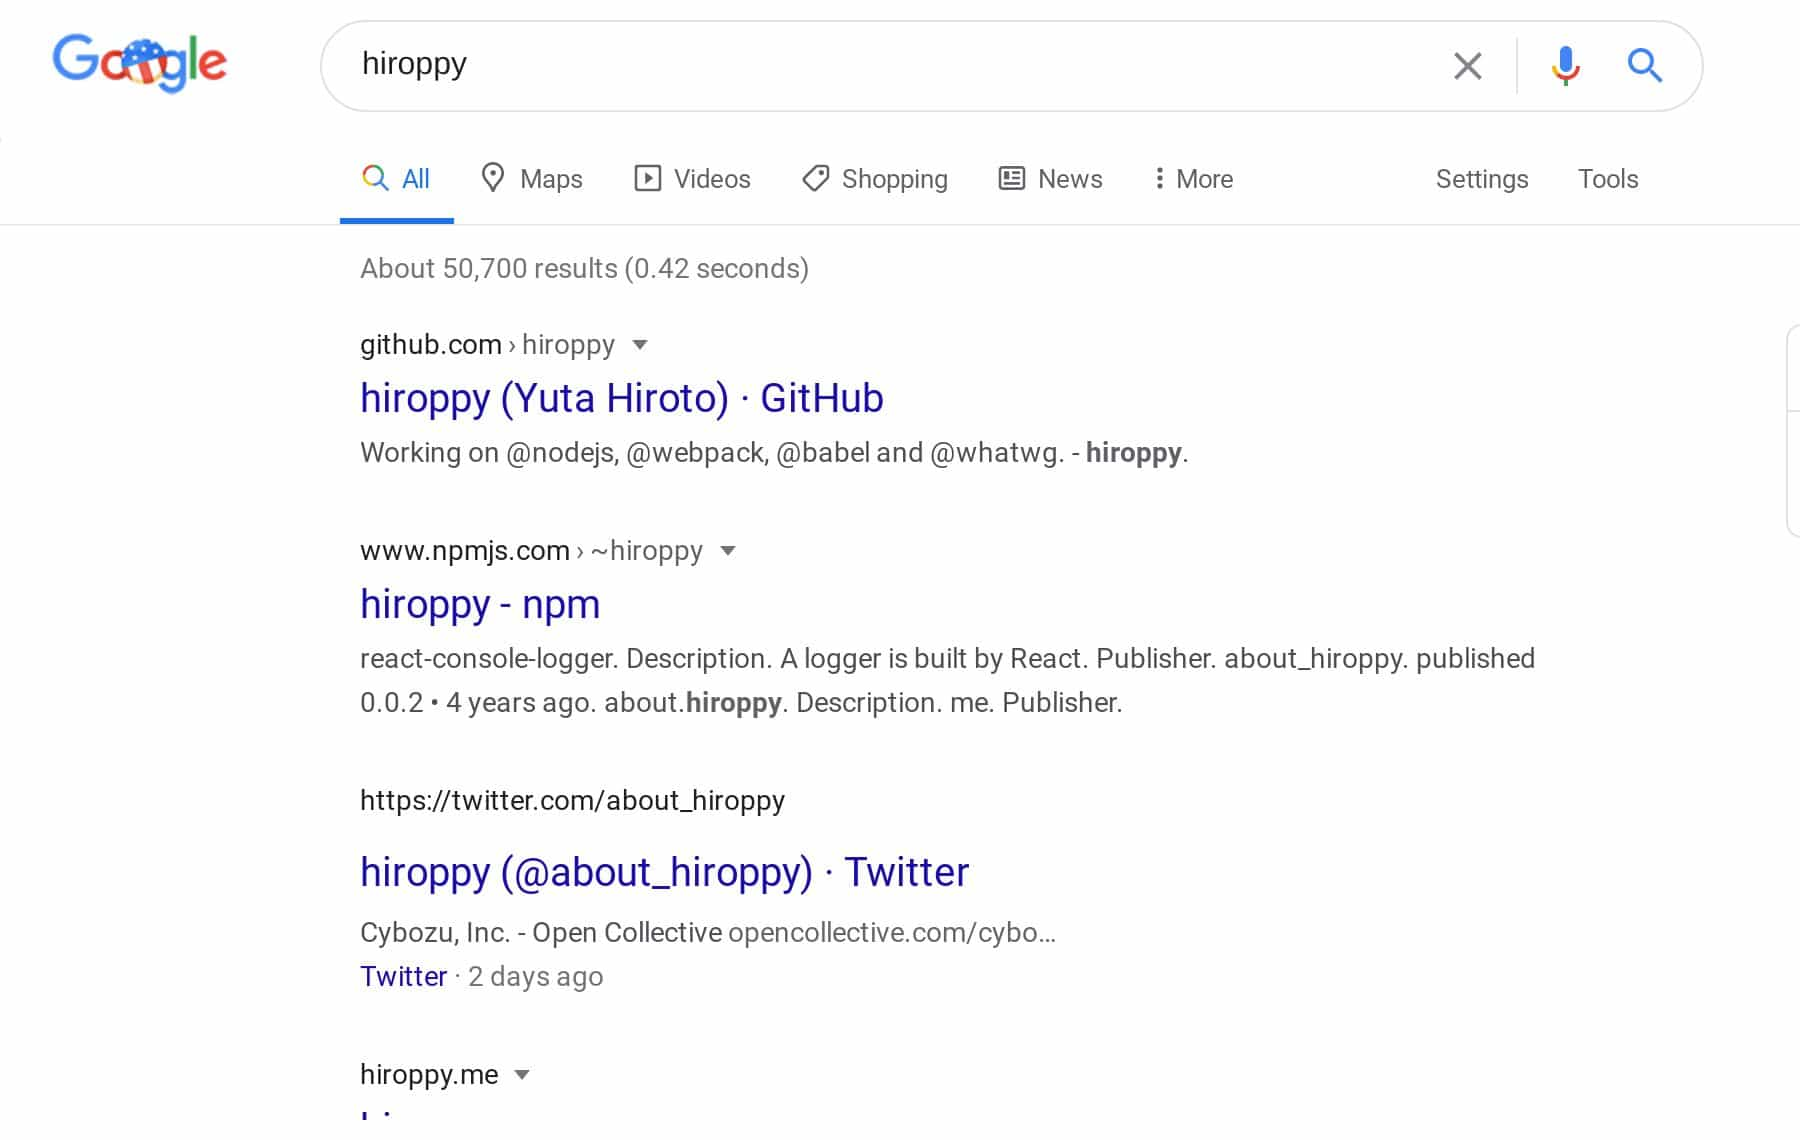 Google
hiroppy
All Maps Videos Shopping News More Settings Tools
About 50,700 results (0.42 seconds)
github.com › hiroppy
hiroppy (Yuta Hiroto) · GitHub
Working on @nodejs, @webpack, @babel and @whatwg. - hiroppy.
www.npmjs.com › ~hiroppy
hiroppy - npm
react-console-logger. Description. A logger is built by React. Publisher. about_hiroppy. published
0.0.2 • 4 years ago. about.hiroppy. Description. me. Publisher.
https://twitter.com/about_hiroppy
hiroppy (@about_hiroppy) · Twitter
Cybozu, Inc. - Open Collective opencollective.com/cybo…
Twitter · 2 days ago
hiroppy.me